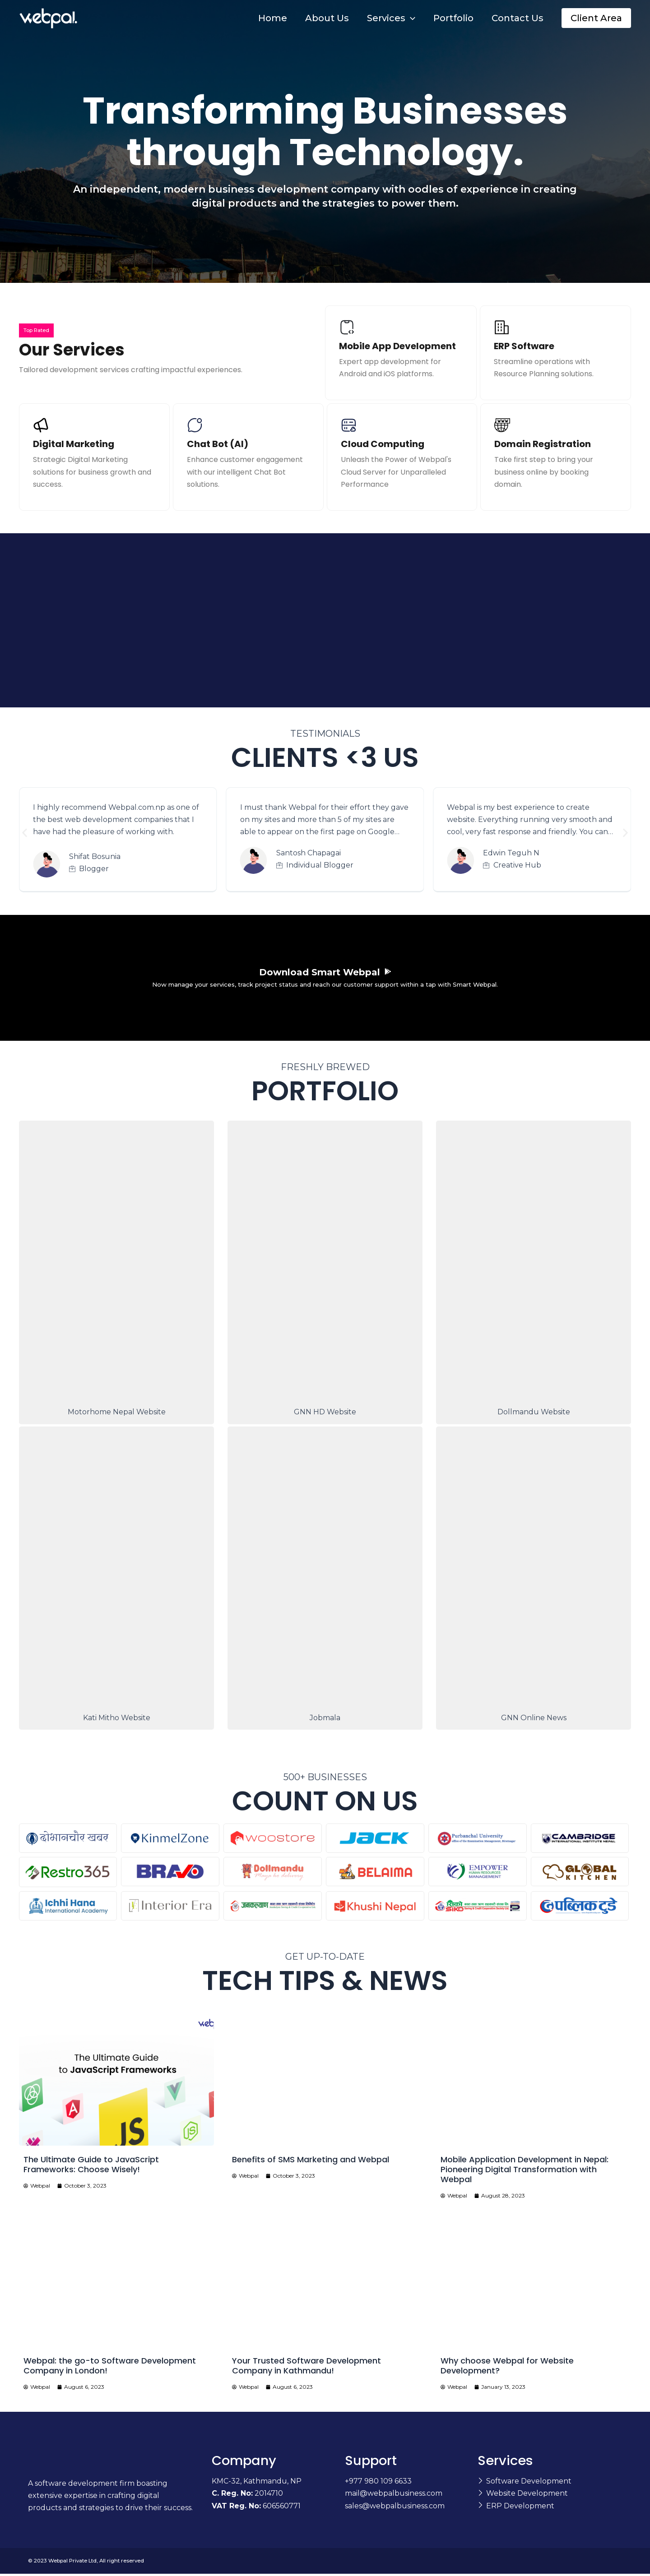 webpal.
Home
About Us
Services
Portfolio
Contact Us
Client Area
Transforming Businesses
through Technology.
An independent, modern business development company with oodles of experience in creating
digital products and the strategies to power them.
Top Rated
Our Services
Tailored development services crafting impactful experiences.
Mobile App Development
Expert app development for
Android and iOS platforms.
ERP Software
Streamline operations with
Resource Planning solutions.
Digital Marketing
Strategic Digital Marketing
solutions for business growth and
success.
Chat Bot (AI)
Enhance customer engagement
with our intelligent Chat Bot
solutions.
Cloud Computing
Unleash the Power of Webpal's
Cloud Server for Unparalleled
Performance
Domain Registration
Take first step to bring your
business online by booking
domain.
TESTIMONIALS
CLIENTS <3 US
I highly recommend Webpal.com.np as one of
the best web development companies that I
have had the pleasure of working with.
Shifat Bosunia
Blogger
I must thank Webpal for their effort they gave
on my sites and more than 5 of my sites are
able to appear on the first page on Google...
Santosh Chapagai
Individual Blogger
Webpal is my best experience to create
website. Everything running very smooth and
cool, very fast response and friendly. You can...
Edwin Teguh N
Creative Hub
Download Smart Webpal
Now manage your services, track project status and reach our customer support within a tap with Smart Webpal.
FRESHLY BREWED
PORTFOLIO
Motorhome Nepal Website
GNN HD Website
Dollmandu Website
Kati Mitho Website
Jobmala
GNN Online News
500+ BUSINESSES
COUNT ON US
दोभानचौर खबर
KinmelZone
woostore
JACK
Purbanchal University
CAMBRIDGE
INTERNATIONAL INSTITUTE NEPAL
Restro365
BRAVO
Dollmandu
BELAIMA
EMPOWER
HUMAN RESOURCES
MANAGEMENT
GLOBAL
KITCHEN
Ichhi Hana
International Academy
Interior Era
Khushi Nepal
पब्लिक टुडे
GET UP-TO-DATE
TECH TIPS & NEWS
web
The Ultimate Guide
to JavaScript Frameworks
A
JS
The Ultimate Guide to JavaScript
Frameworks: Choose Wisely!
Webpal
October 3, 2023
Benefits of SMS Marketing and Webpal
Webpal
October 3, 2023
Mobile Application Development in Nepal:
Pioneering Digital Transformation with
Webpal
Webpal
August 28, 2023
Webpal: the go-to Software Development
Company in London!
Webpal
August 6, 2023
Your Trusted Software Development
Company in Kathmandu!
Webpal
August 6, 2023
Why choose Webpal for Website
Development?
Webpal
January 13, 2023
A software development firm boasting
extensive expertise in crafting digital
products and strategies to drive their success.
Company
KMC-32, Kathmandu, NP
C. Reg. No: 2014710
VAT Reg. No: 606560771
Support
+977 980 109 6633
mail@webpalbusiness.com
sales@webpalbusiness.com
Services
Software Development
Website Development
ERP Development
© 2023 Webpal Private Ltd, All right reserved